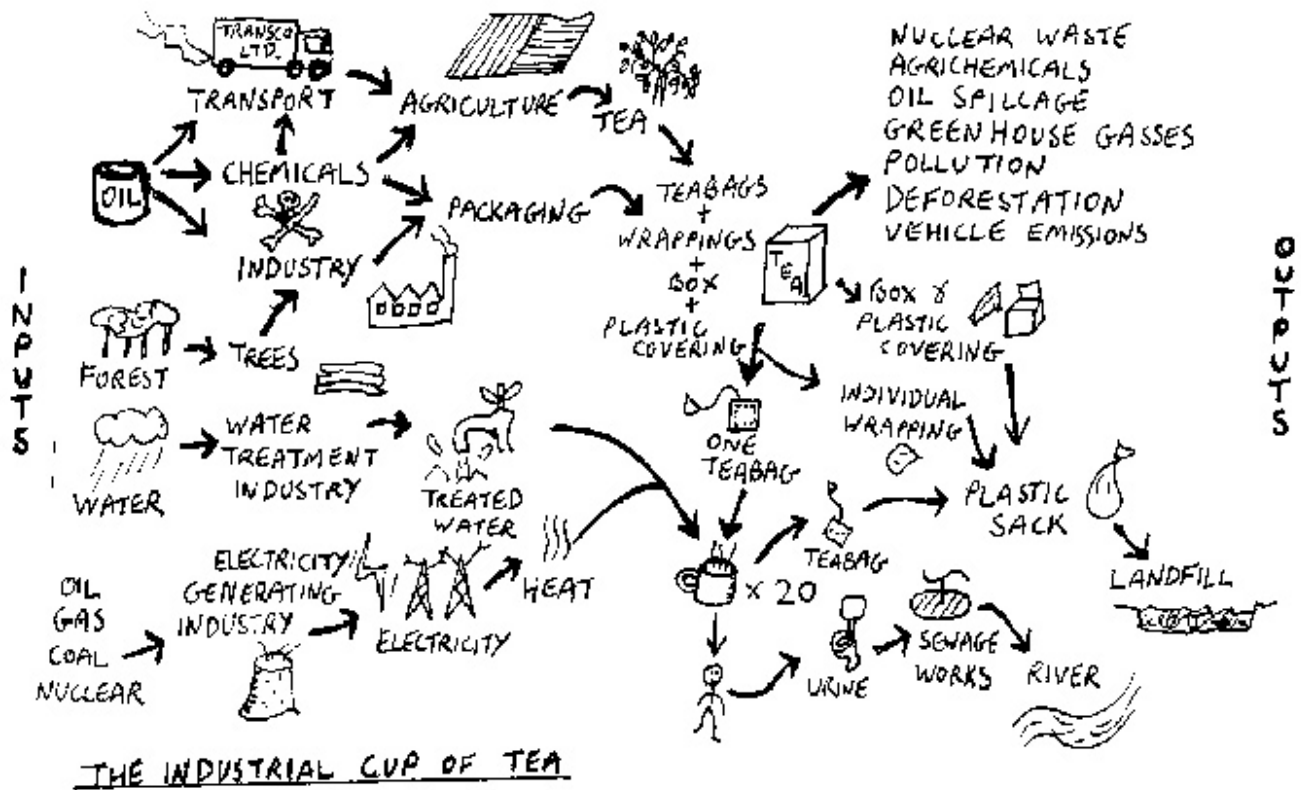 TRANSCO
LTD.
TRANSPORT
AGRICULTURE
TEA
OIL
CHEMICALS
INDUSTRY
PACKAGING
TEABAGS
+
WRAPPINGS
+
BOX
+
PLASTIC
COVERING
TEA
NUCLEAR WASTE
AGRICHEMICALS
OIL SPILLAGE
GREENHOUSE GASSES
POLLUTION
DEFORESTATION
VEHICLE EMISSIONS
INPUTS
OUTPUTS
FOREST
TREES
BOX &
PLASTIC
COVERING
WATER
WATER
TREATMENT
INDUSTRY
TREATED
WATER
ONE
TEABAG
INDIVIDUAL
WRAPPING
PLASTIC
SACK
LANDFILL
OIL
GAS
COAL
NUCLEAR
ELECTRICITY
GENERATING
INDUSTRY
ELECTRICITY
HEAT
x 20
TEABAG
URINE
SEWAGE
WORKS
RIVER
THE INDUSTRIAL CUP OF TEA